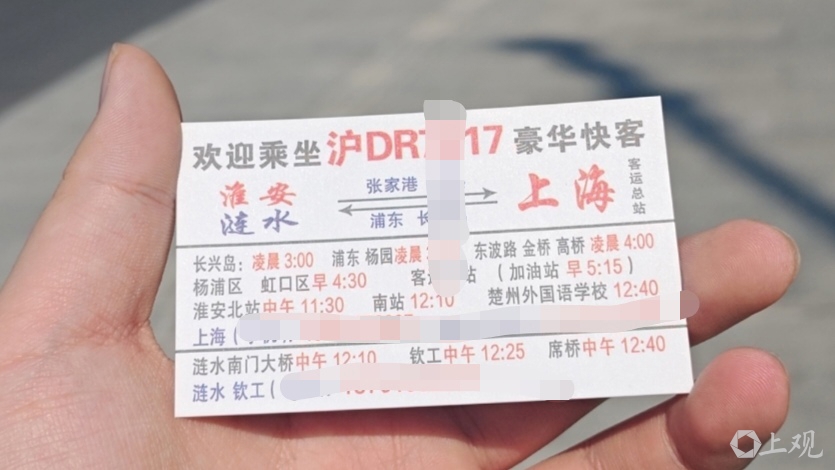 欢迎乘坐沪DR7 17豪华快客
淮安
涟水
张家港
浦东 长
上海
客运总站
长兴岛：凌晨3:00 浦东 杨园凌晨 东波路 金桥 高桥 凌晨4:00
杨浦区 虹口区早4:30 客 站 （加油站 早5:15）
淮安北站中午11:30 南站 12:10 楚州外国语学校 12:40
上海（
涟水南门大桥中午12:10 钦工中午12:25 席桥中午12:40
涟水 钦工（
上观